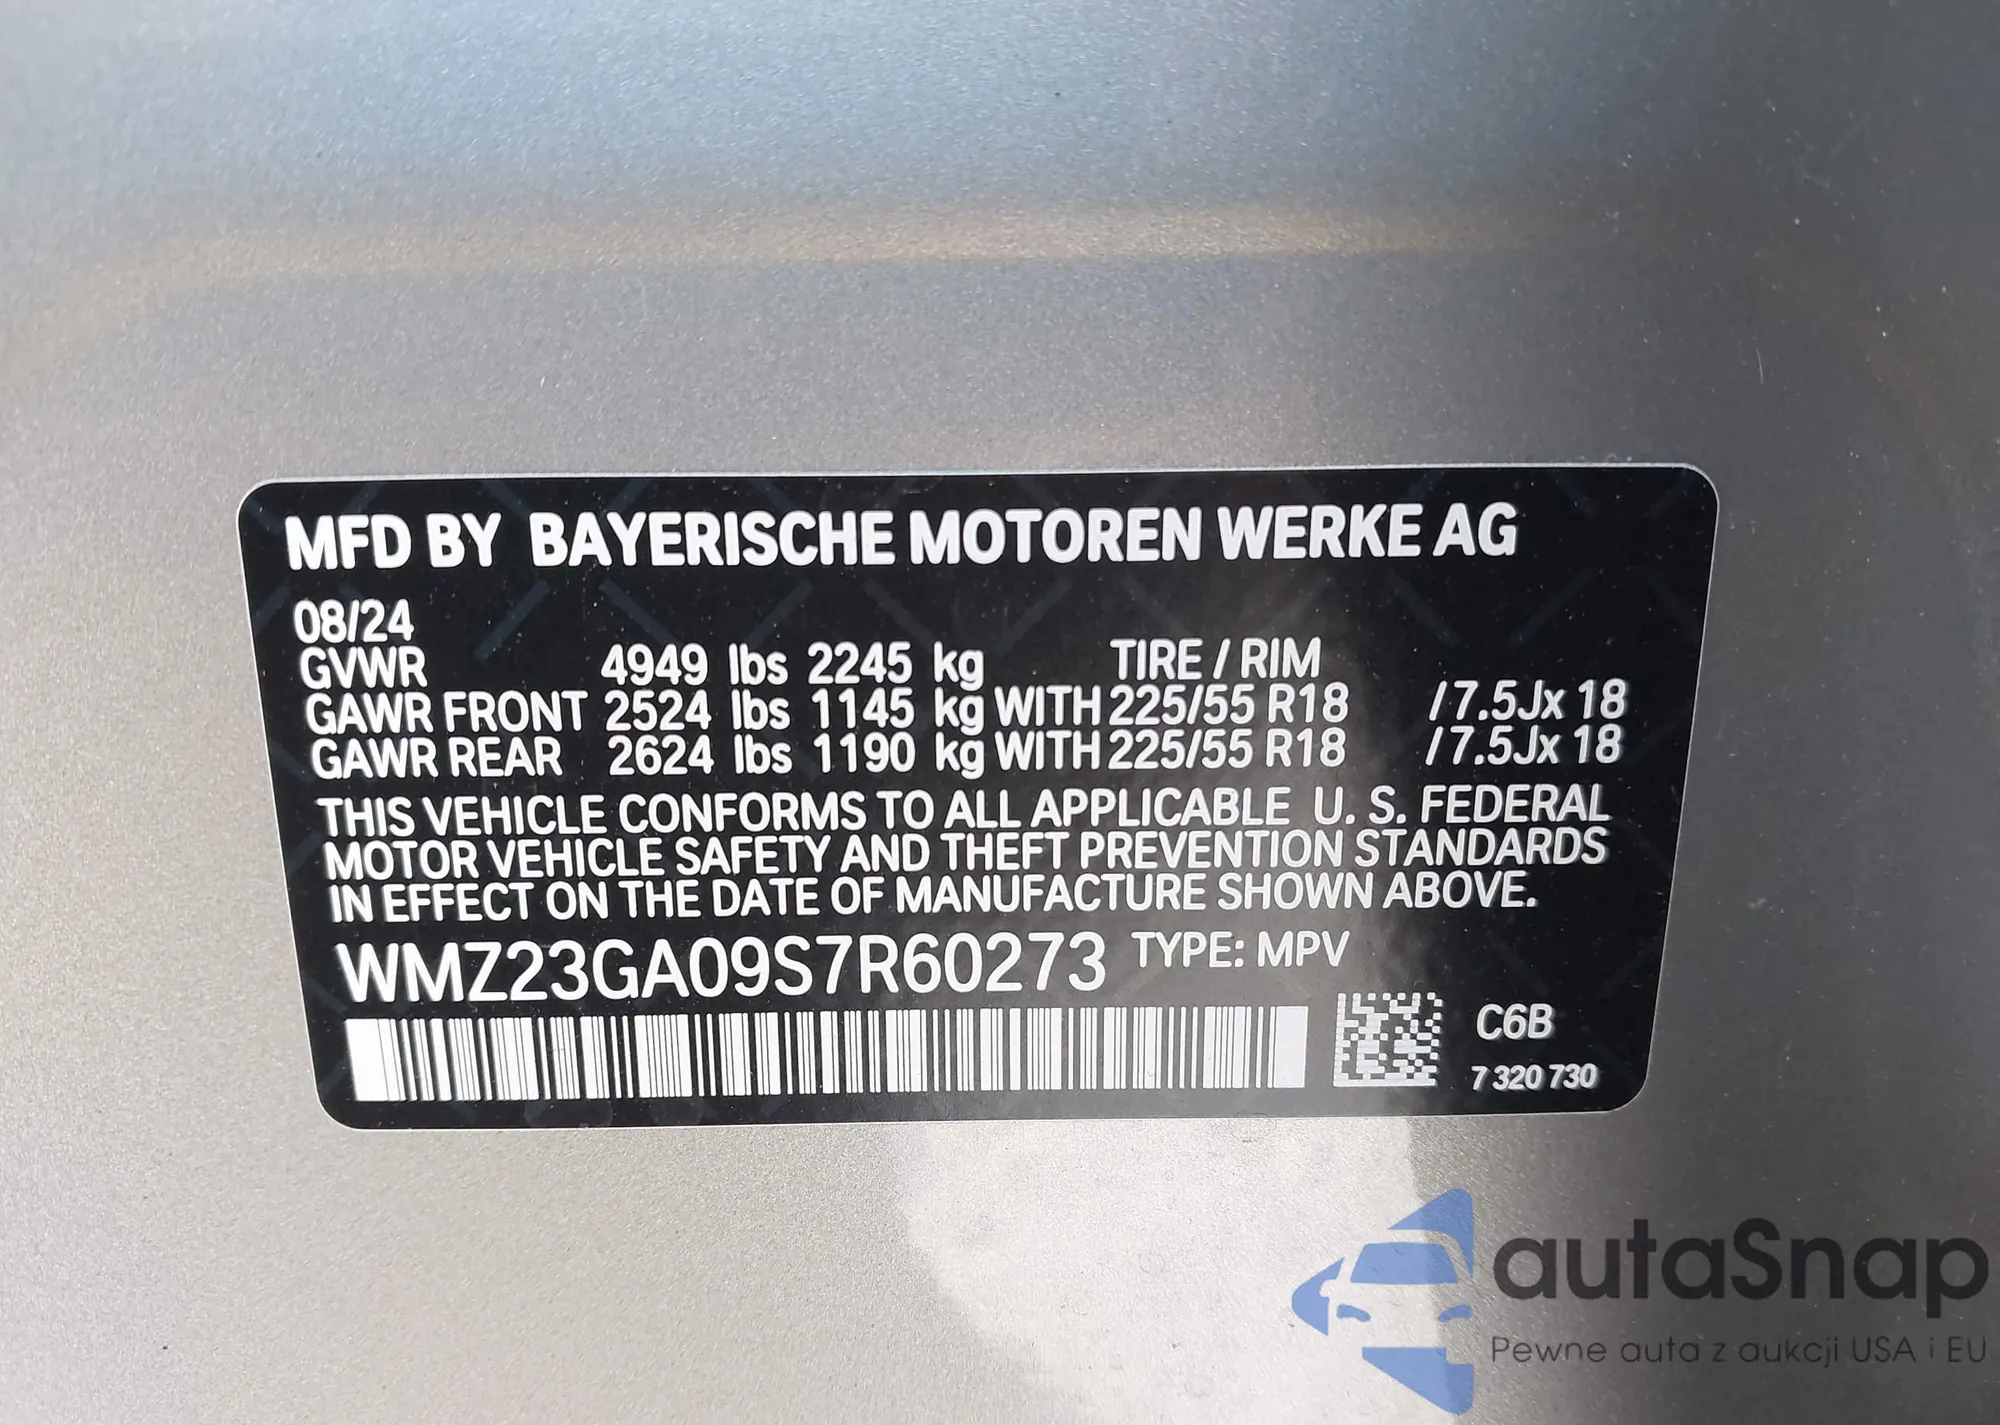 MFD BY BAYERISCHE MOTOREN WERKE AG
08/24
GVWR 4949 lbs 2245 kg TIRE / RIM
GAWR FRONT 2524 lbs 1145 kg WITH 225/55 R18 /7.5Jx 18
GAWR REAR 2624 lbs 1190 kg WITH 225/55 R18 /7.5Jx 18
THIS VEHICLE CONFORMS TO ALL APPLICABLE U. S. FEDERAL
MOTOR VEHICLE SAFETY AND THEFT PREVENTION STANDARDS
IN EFFECT ON THE DATE OF MANUFACTURE SHOWN ABOVE.
WMZ23GA09S7R60273 TYPE: MPV
C6B
7 320 730
autaSnap
Pewne auta z aukcji USA i EU